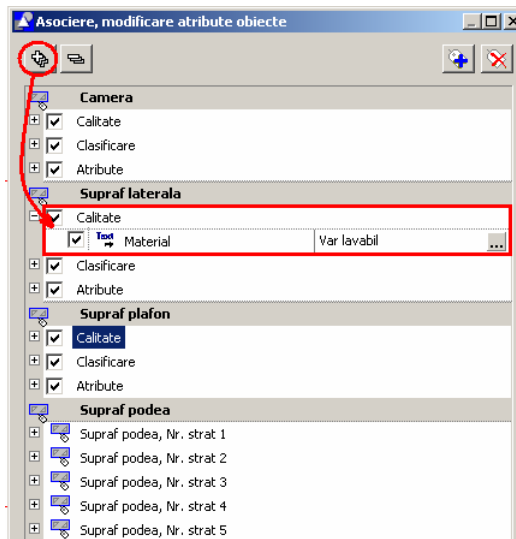 Asociere, modificare atribute obiecte
Camera
Calitate
Clasificare
Atribute
Supraf laterala
Calitate
Text Material Var lavabil ...
Clasificare
Atribute
Supraf plafon
Calitate
Clasificare
Atribute
Supraf podea
Supraf podea, Nr. strat 1
Supraf podea, Nr. strat 2
Supraf podea, Nr. strat 3
Supraf podea, Nr. strat 4
Supraf podea, Nr. strat 5